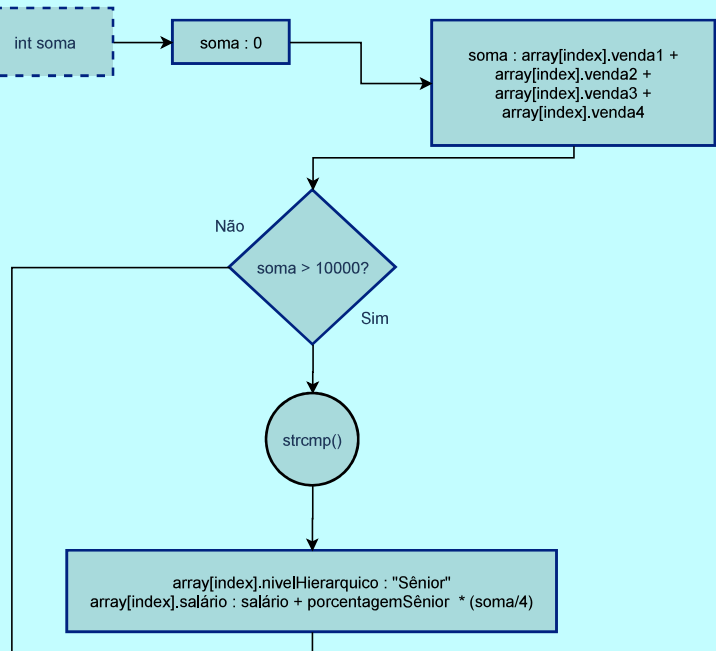 int soma
soma : 0
soma : array[index].venda1 +
array[index].venda2 +
array[index].venda3 +
array[index].venda4
Não
soma > 10000?
Sim
strcmp()
array[index].nivelHierarquico : "Sênior"
array[index].salário : salário + porcentagemSênior * (soma/4)